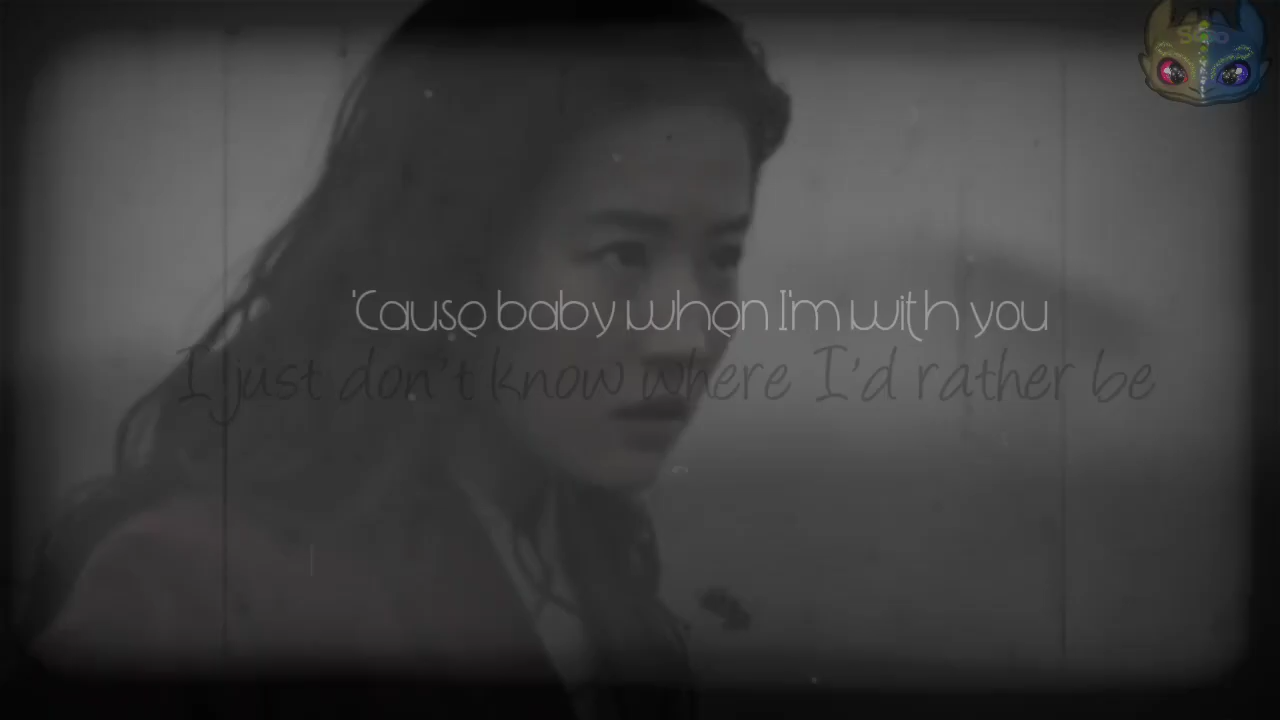 'Cause baby when I'm with you
I just don't know where I'd rather be